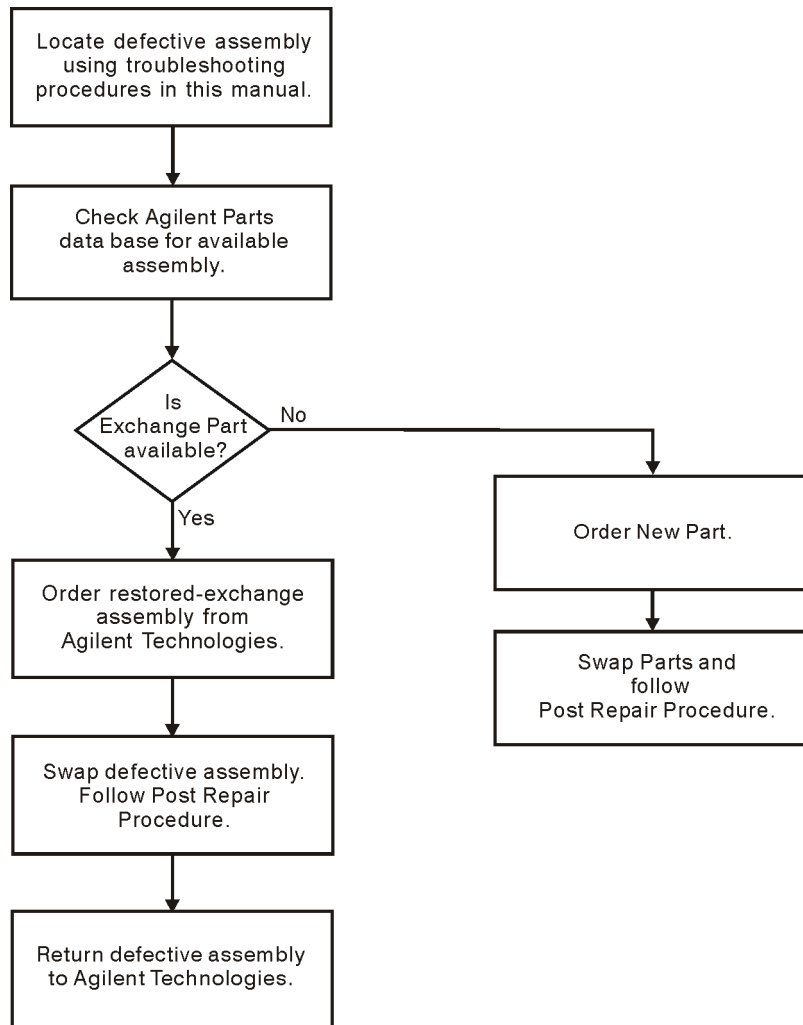 Locate defective assembly
using troubleshooting
procedures in this manual.
Check Agilent Parts
data base for available
assembly.
Is
Exchange Part
available?
No
Yes
Order New Part.
Order restored-exchange
assembly from
Agilent Technologies.
Swap Parts and
follow
Post Repair Procedure.
Swap defective assembly.
Follow Post Repair
Procedure.
Return defective assembly
to Agilent Technologies.